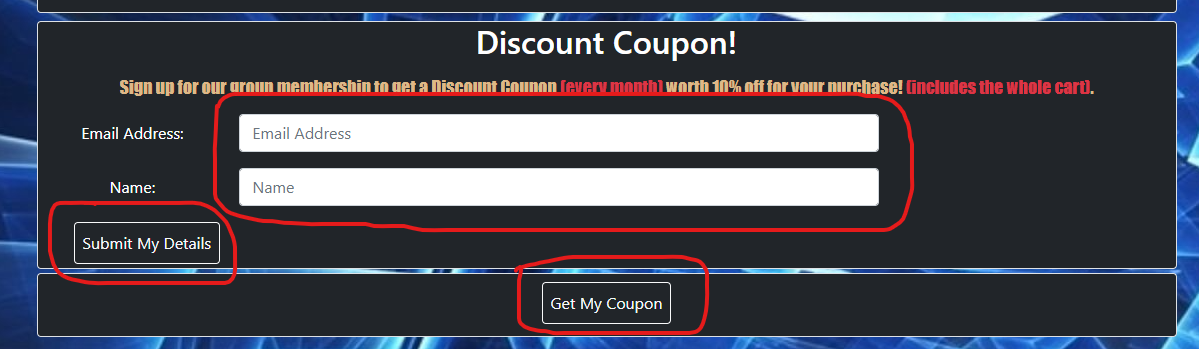 Discount Coupon!
Sign up for our group membership to get a Discount Coupon (every month) worth 10% off for your purchase! (includes the whole cart).
Email Address: Email Address
Name: Name
Submit My Details
Get My Coupon